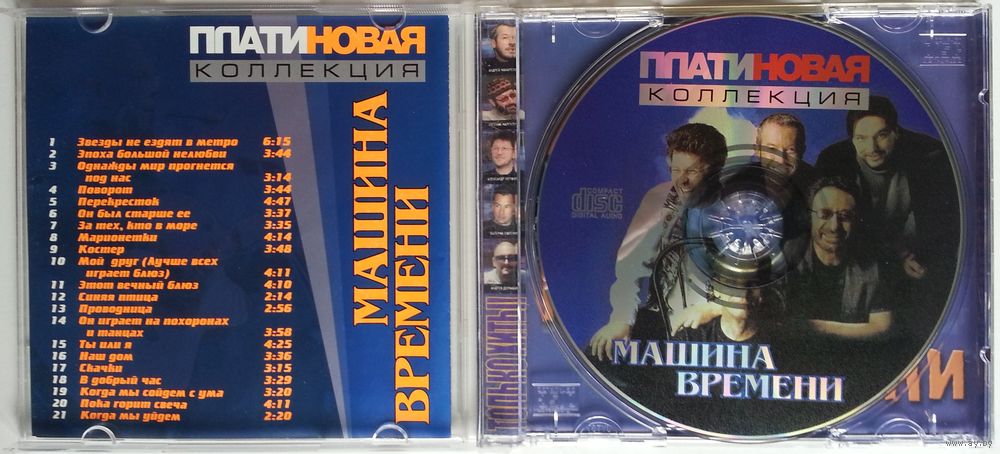 ПЛАТИНОВАЯ
КОЛЛЕКЦИЯ
1 Звезды не ездят в метро 6:15
2 Эпоха большой нелюбви 3:44
3 Однажды мир прогнется
под нас 3:14
4 Поворот 3:44
5 Перекресток 4:47
6 Он был старше ее 3:37
7 За тех, кто в море 3:35
8 Марионетки 4:14
9 Костер 3:48
10 Мой друг (Лучше всех
играет блюз) 4:11
11 Этот вечный блюз 4:10
12 Синяя птица 2:14
13 Проводница 2:56
14 Он играет на похоронах
и танцах 3:58
15 Ты или я 4:25
16 Наш дом 3:36
17 Скачки 3:15
18 В добрый час 3:29
19 Когда мы сойдем с ума 3:20
20 Пока горит свеча 4:11
21 Когда мы уйдем 2:20
МАШИНА
ВРЕМЕНИ
ТОЛЬКО ХИТЫ!
ПЛАТИНОВАЯ
КОЛЛЕКЦИЯ
COMPACT
disc
DIGITAL AUDIO
МАШИНА
ВРЕМЕНИ
www.ay.by